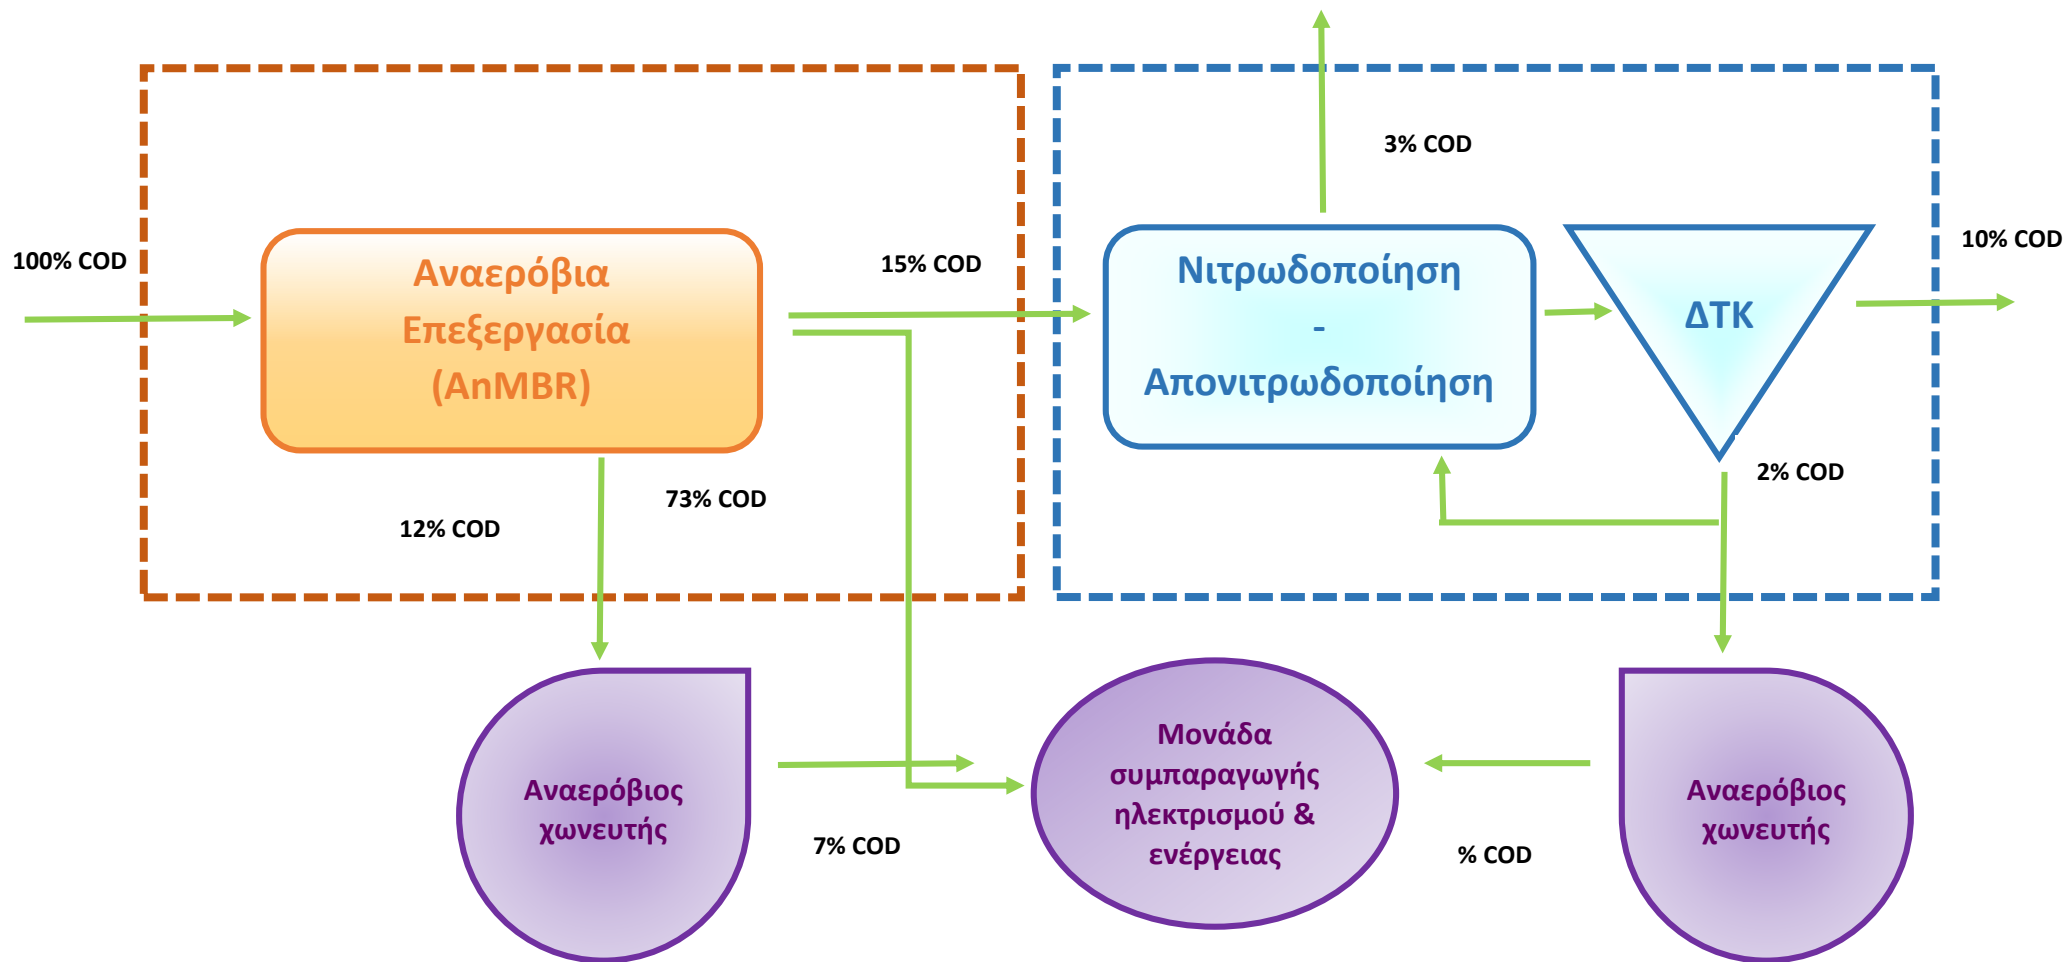 3% COD
100% COD
Αναερόβια
Επεξεργασία
(AnMBR)
15% COD
Νιτρωδοποίηση
-
Απονιτρωδοποίηση
ΔΤΚ
10% COD
12% COD
73% COD
2% COD
Αναερόβιος
χωνευτής
7% COD
Μονάδα
συμπαραγωγής
ηλεκτρισμού &
ενέργειας
% COD
Αναερόβιος
χωνευτής